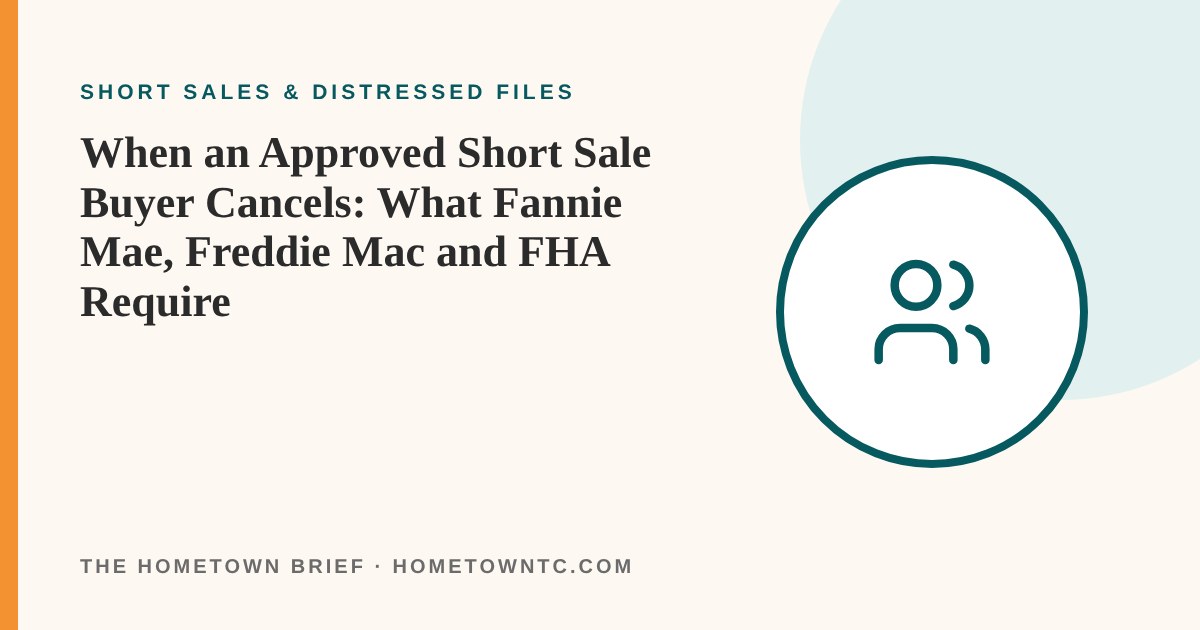 SHORT SALES & DISTRESSED FILES
When an Approved Short Sale
Buyer Cancels: What Fannie
Mae, Freddie Mac and FHA
Require
THE HOMETOWN BRIEF · HOMETOWNTC.COM